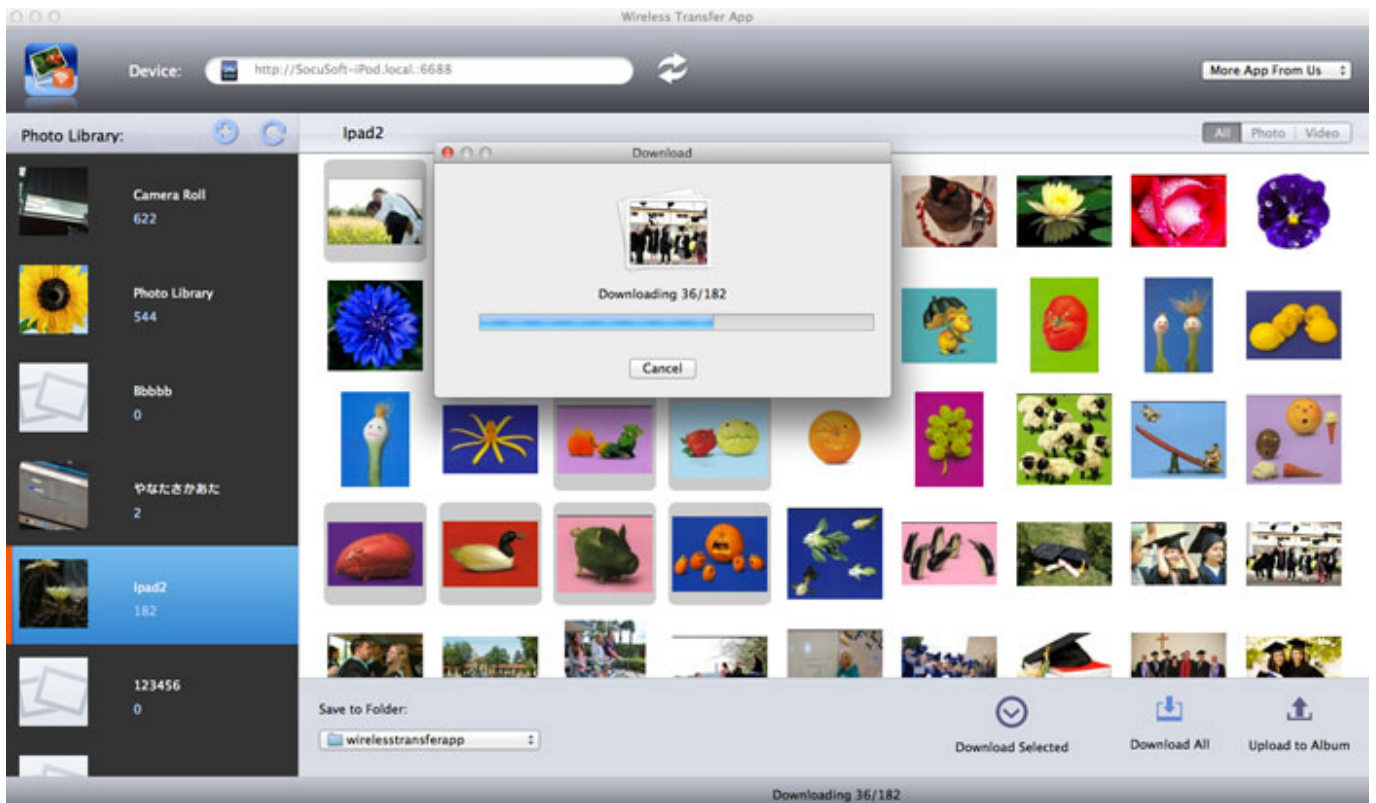 Wireless Transfer App
Device:
http://SocuSoft-iPod.local.:6688
More App From Us
Photo Library:
Ipad2
All
Photo
Video
Download
Downloading 36/182
Cancel
Camera Roll
622
Photo Library
544
Bbbbb
0
やなたさかあた
2
Ipad2
182
123456
0
Save to Folder:
wirelesstransferapp
Download Selected
Download All
Upload to Album
Downloading 36/182